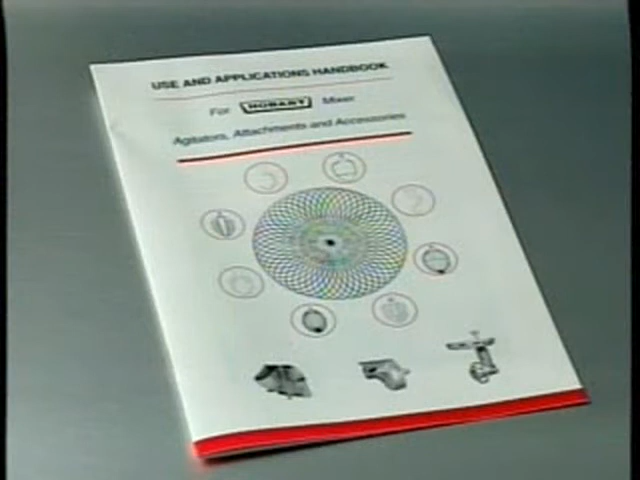 USE AND APPLICATIONS HANDBOOK
For HOBART Mixer
Agitators, Attachments and Accessories